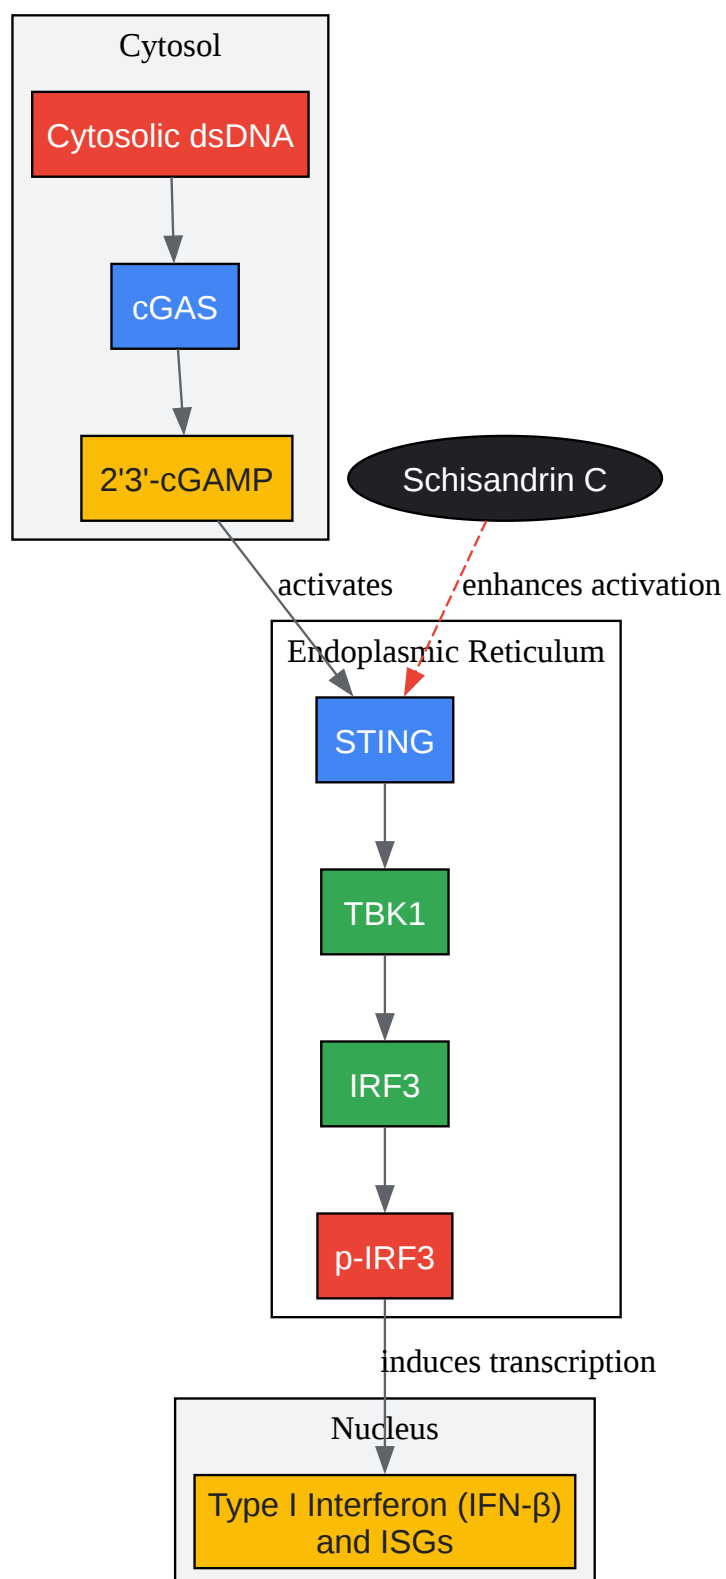 Cytosol
Cytosolic dsDNA
cGAS
2'3'-cGAMP
Schisandrin C
activates
enhances activation
Endoplasmic Reticulum
STING
TBK1
IRF3
p-IRF3
induces transcription
Nucleus
Type I Interferon (IFN-β)
and ISGs